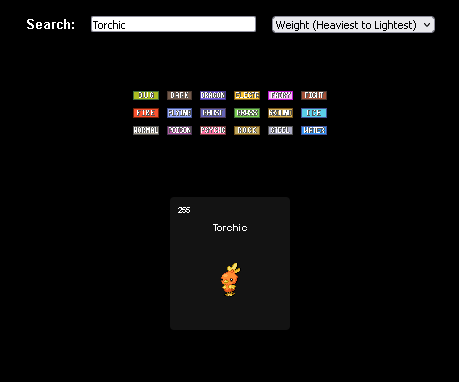 Search: Torchic Weight (Heaviest to Lightest)
BUG DARK DRAGON ELECTR FAIRY FIGHT
FIRE FLYING GHOST GRASS GROUND ICE
NORMAL POISON PSYCHC ROCK STEEL WATER
255
Torchic